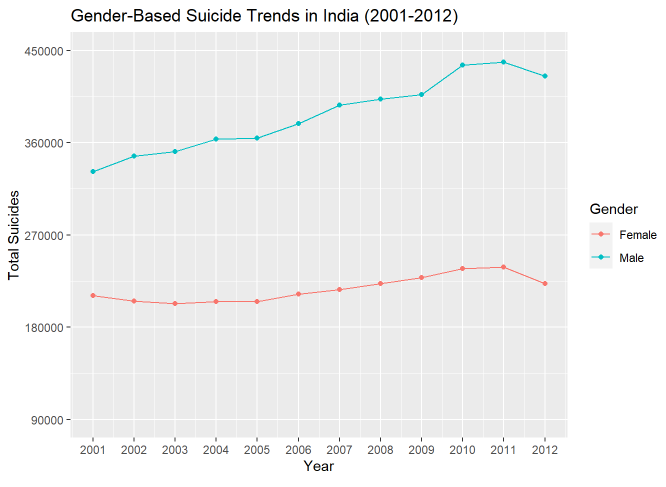 Gender-Based Suicide Trends in India (2001-2012)
450000
360000
270000
180000
90000
Total Suicides
2001 2002 2003 2004 2005 2006 2007 2008 2009 2010 2011 2012
Year
Gender
Female
Male